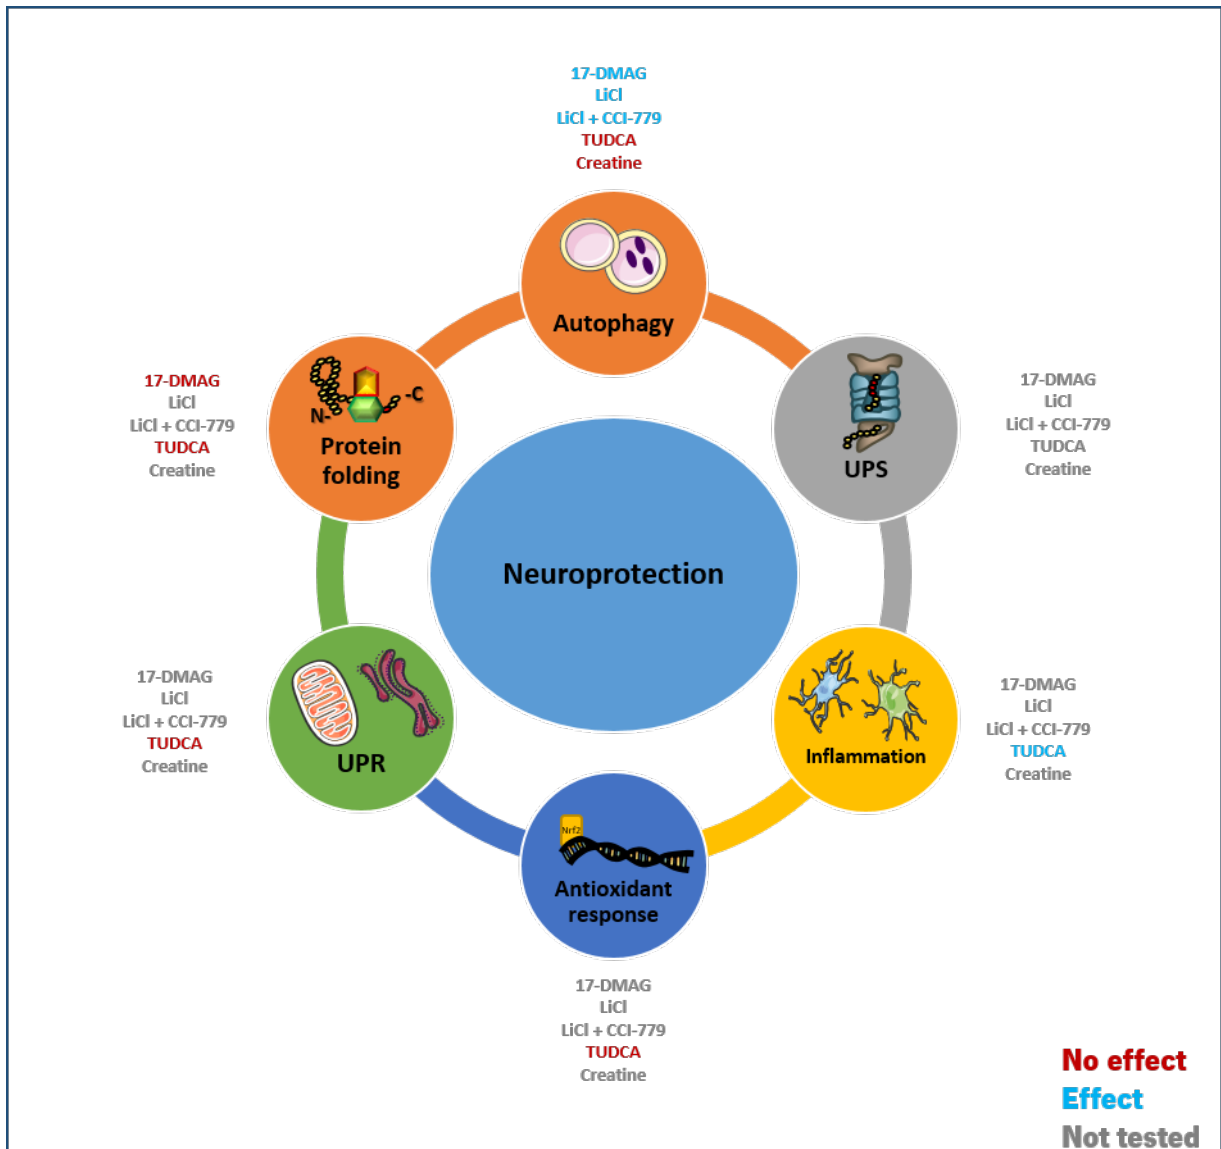 17-DMAG
LiCl
LiCl + CCI-779
TUDCA
Creatine
Autophagy
17-DMAG
LiCl
LiCl + CCI-779
TUDCA
Creatine
N-
-C
Protein
folding
UPS
17-DMAG
LiCl
LiCl + CCI-779
TUDCA
Creatine
Neuroprotection
17-DMAG
LiCl
LiCl + CCI-779
TUDCA
Creatine
UPR
Inflammation
17-DMAG
LiCl
LiCl + CCI-779
TUDCA
Creatine
Nrf2
Antioxidant
response
17-DMAG
LiCl
LiCl + CCI-779
TUDCA
Creatine
No effect
Effect
Not tested